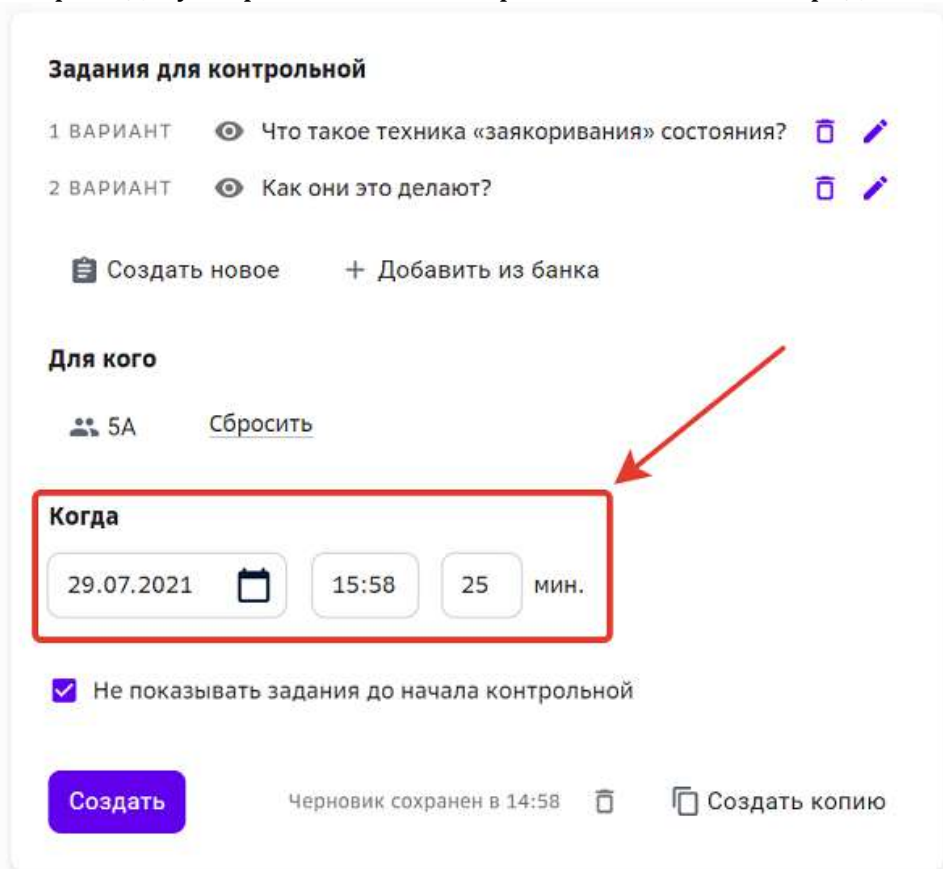 Задания для контрольной
1 ВАРИАНТ Что такое техника «заякоривания» состояния?
2 ВАРИАНТ Как они это делают?
Создать новое + Добавить из банка
Для кого
5А Сбросить
Когда
29.07.2021 15:58 25 мин.
Не показывать задания до начала контрольной
Создать Черновик сохранен в 14:58 Создать копию